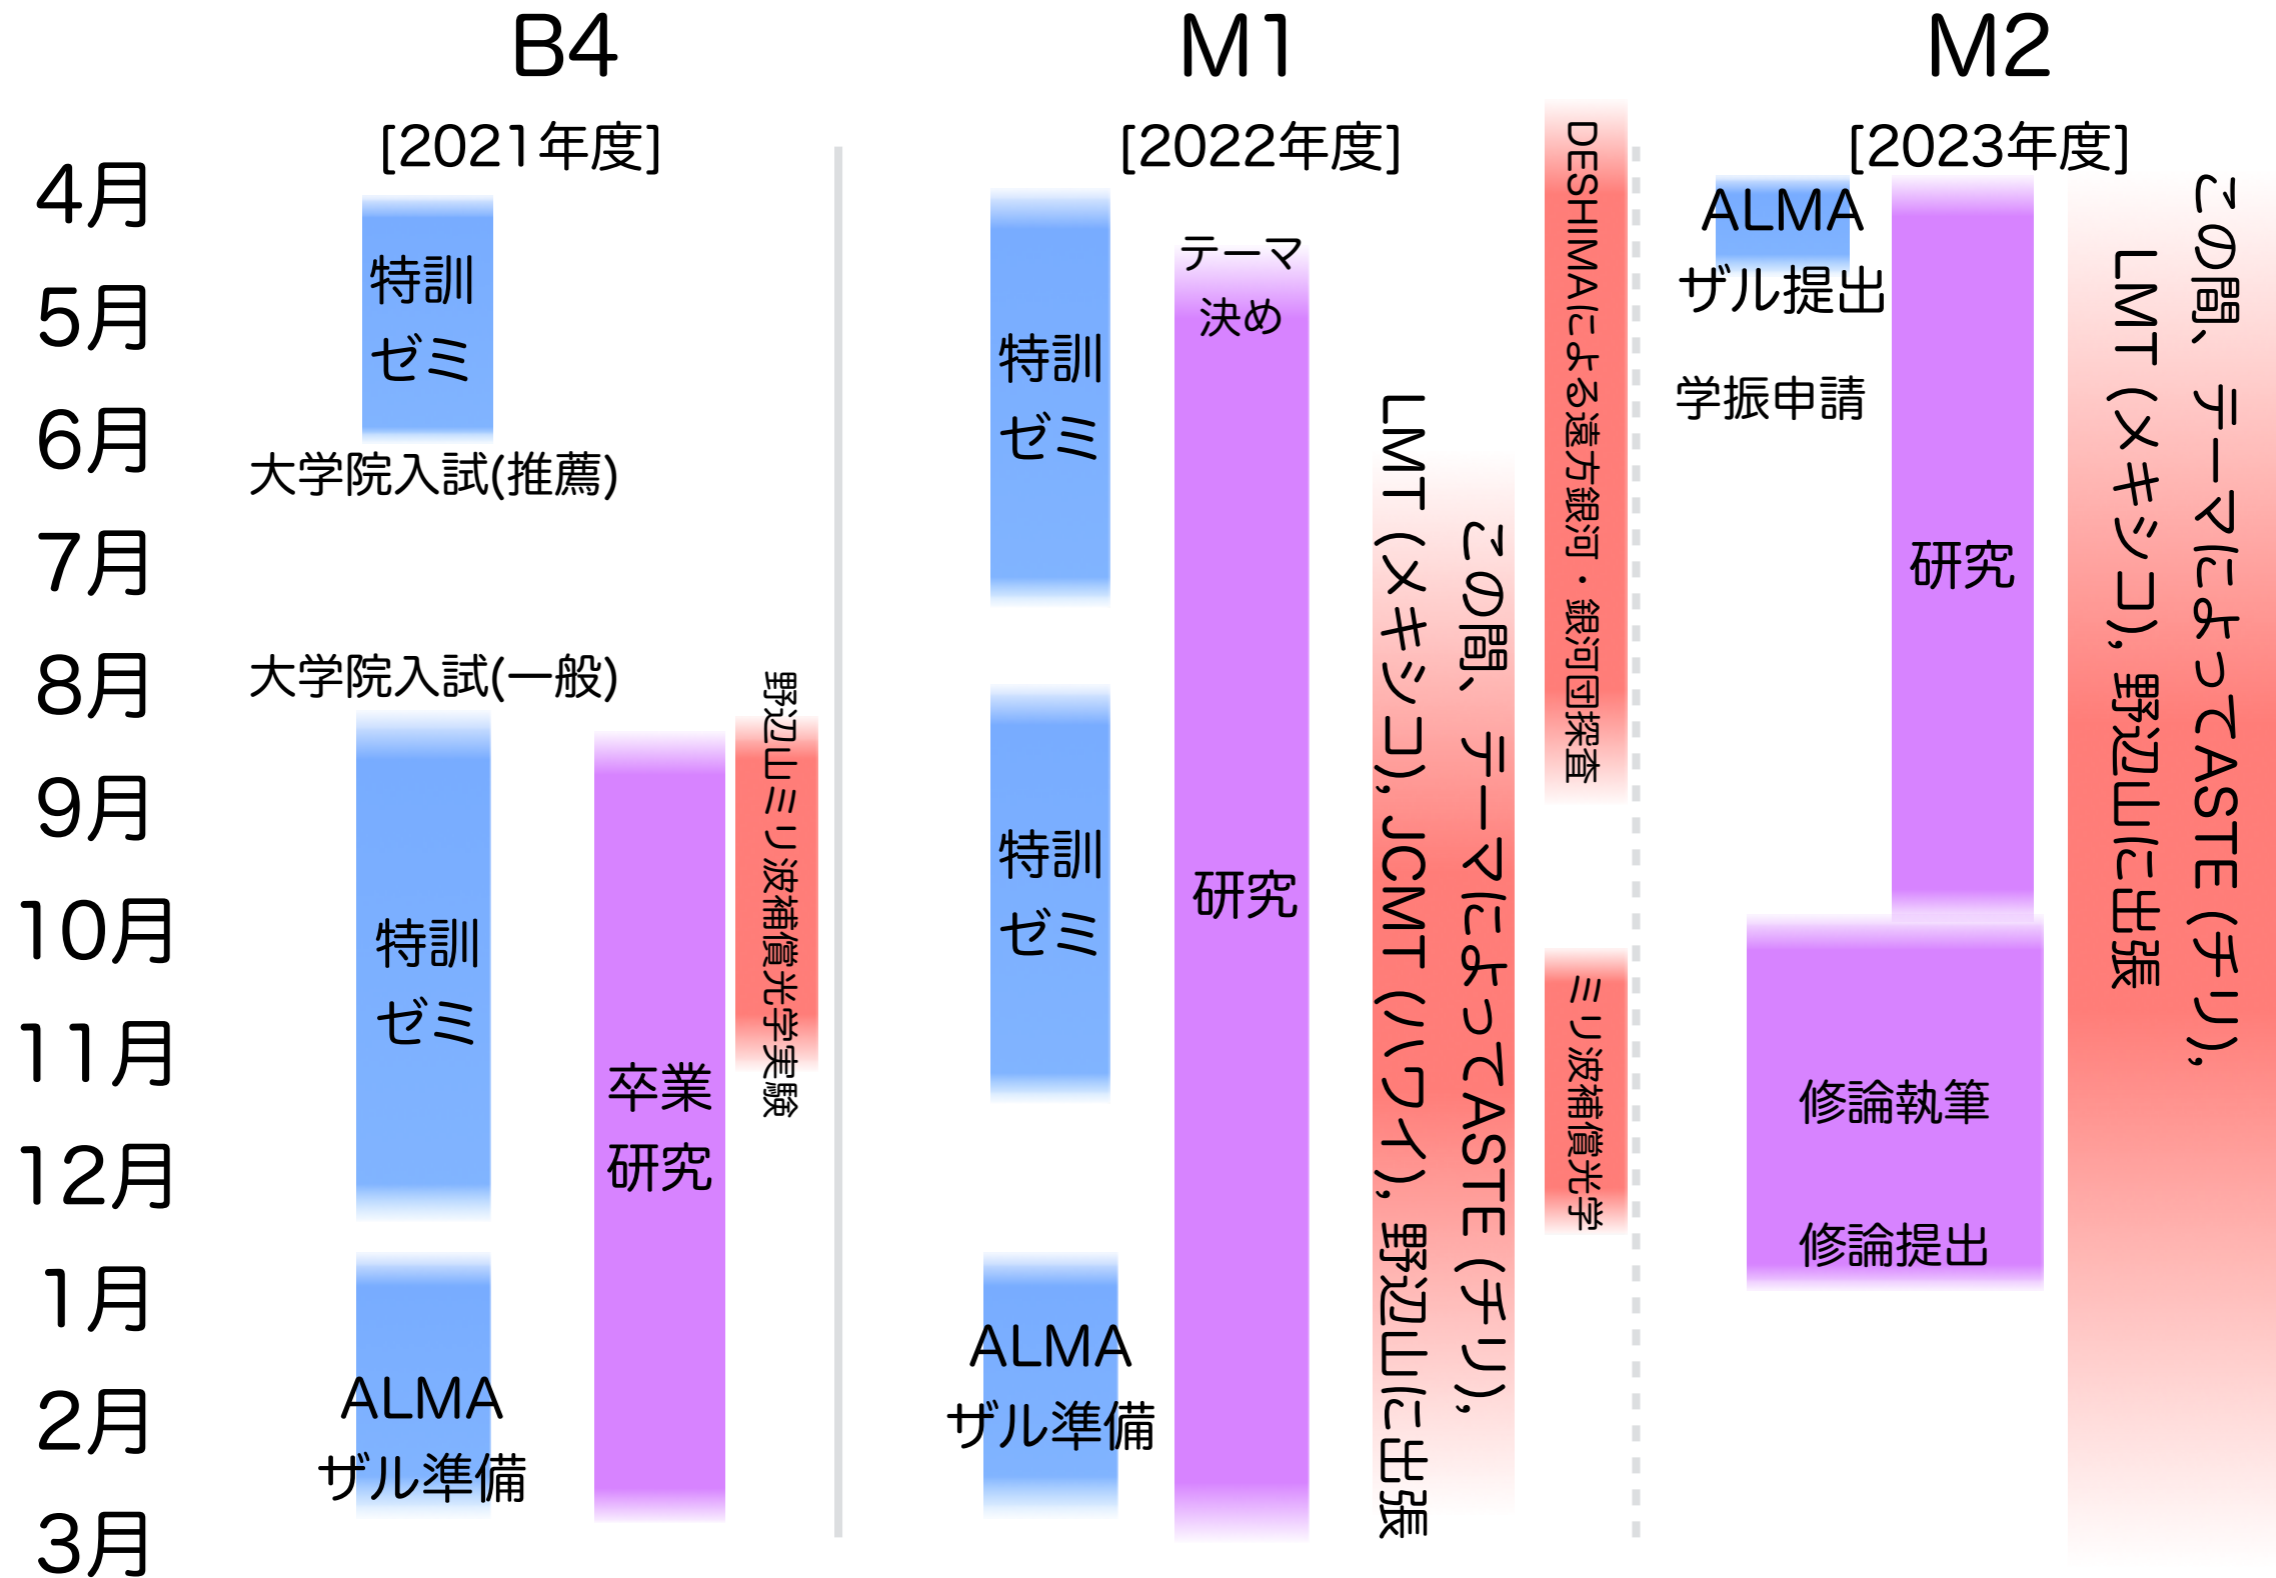 B4
[2021年度]
M1
[2022年度]
M2
[2023年度]
4月
5月
6月
7月
8月
9月
10月
11月
12月
1月
2月
3月
特訓
ゼミ
大学院入試(推薦)
大学院入試(一般)
特訓
ゼミ
ALMA
ザル準備
卒業
研究
野辺山ミリ波補償光学実験
特訓
ゼミ
特訓
ゼミ
ALMA
ザル準備
テーマ
決め
研究
この間、テーマによってASTE (チリ),
LMT (メキシコ), JCMT (ハワイ), 野辺山に出張
DESHIMAによる遠方銀河・銀河団探査
ミリ波補償光学
ALMA
ザル提出
学振申請
研究
修論執筆
修論提出
この間、テーマによってASTE (チリ),
LMT (メキシコ), 野辺山に出張